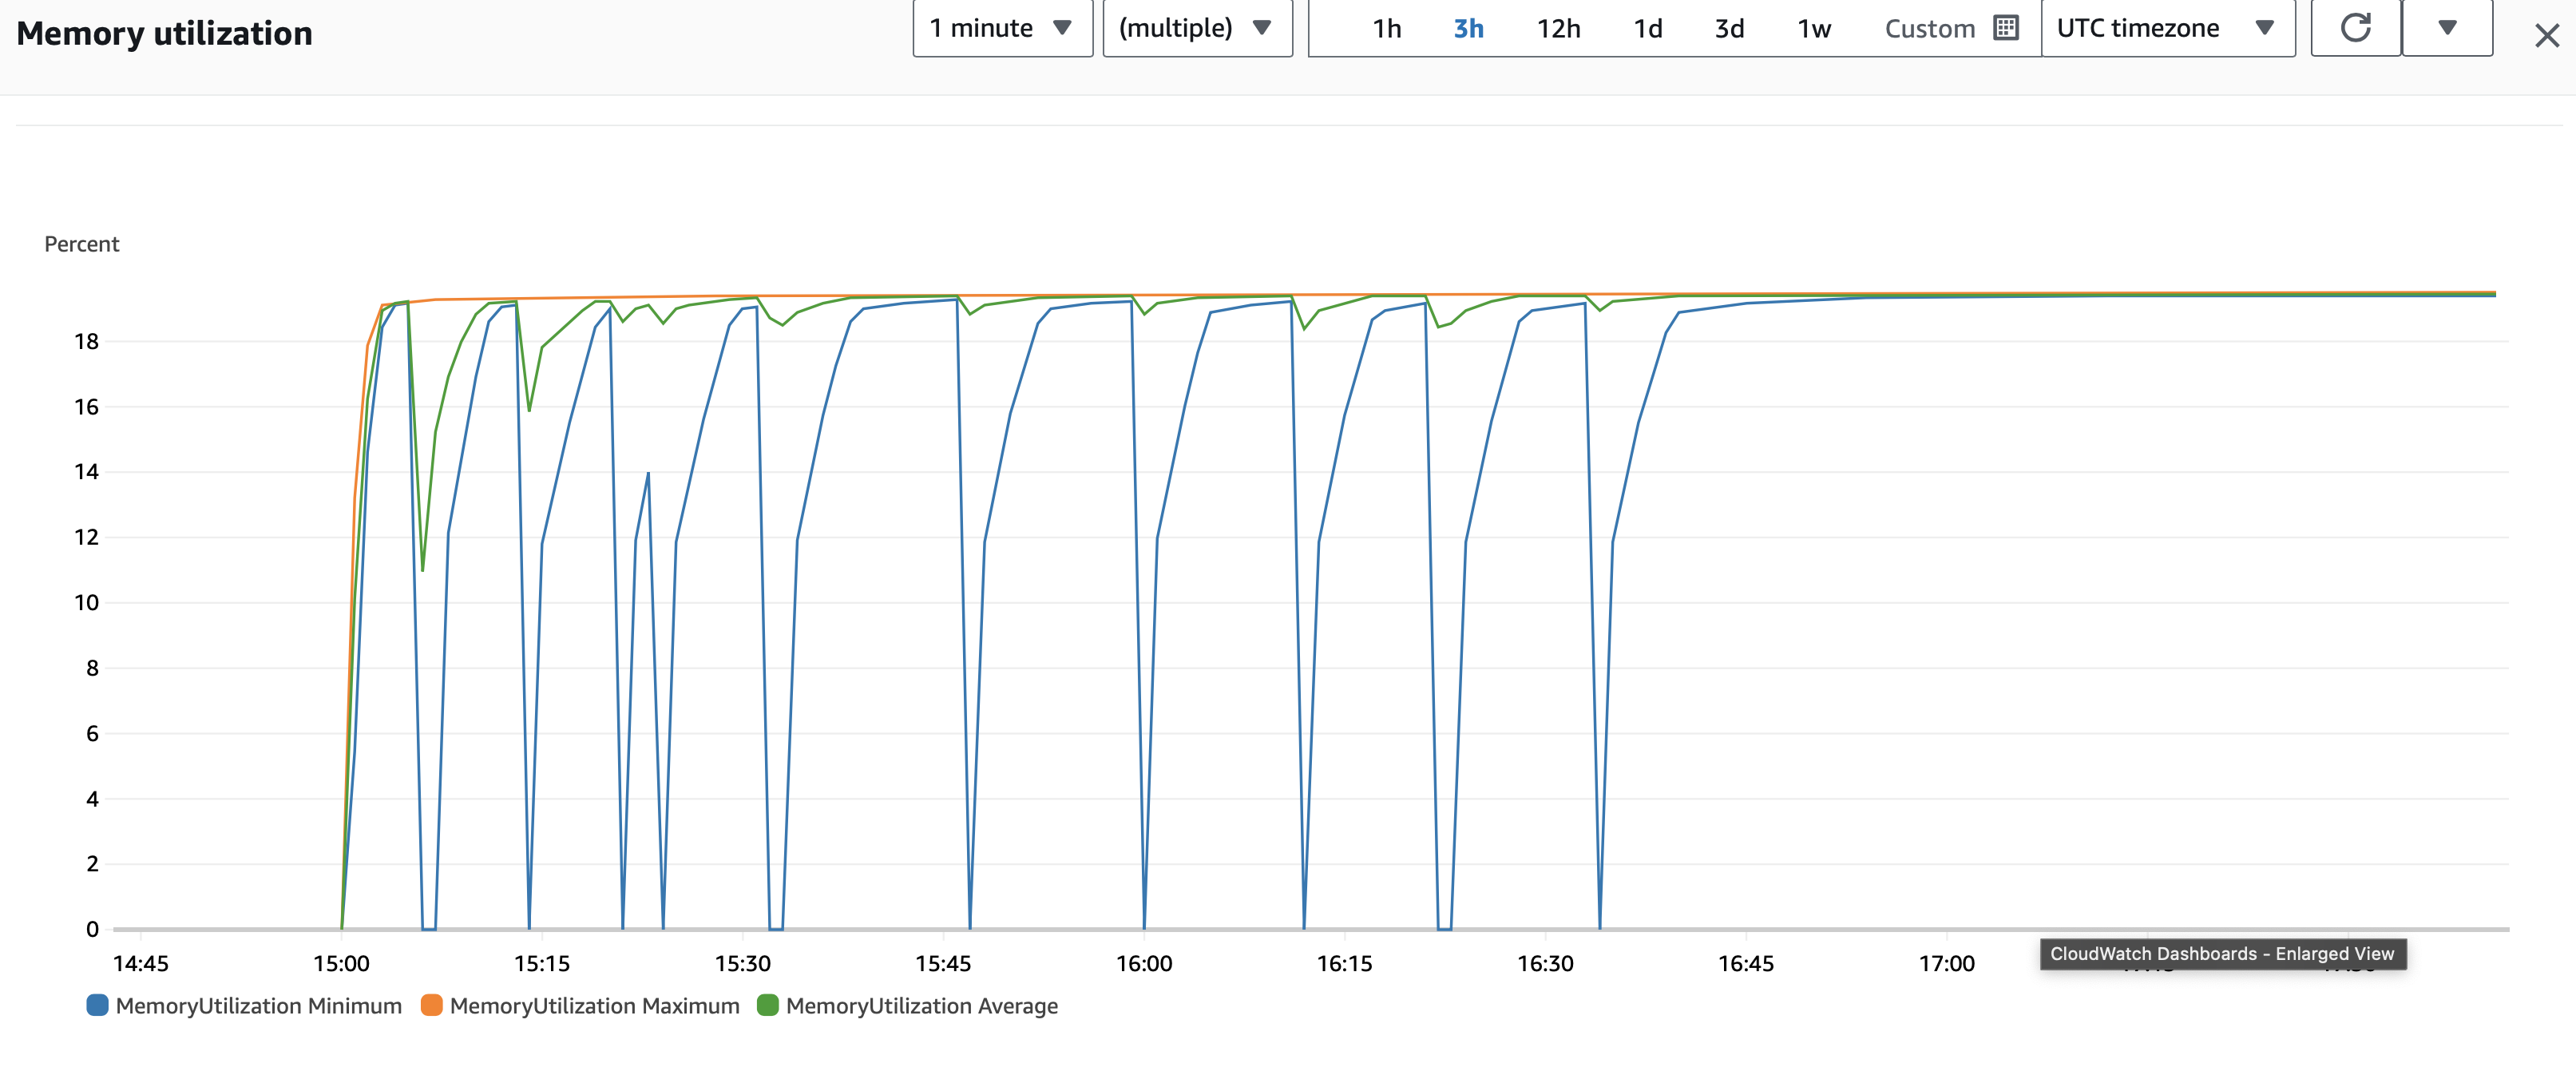 Memory utilization
1 minute
(multiple)
1h 3h 12h 1d 3d 1w Custom
UTC timezone
Percent
18
16
14
12
10
8
6
4
2
0
14:45 15:00 15:15 15:30 15:45 16:00 16:15 16:30 16:45 17:00
CloudWatch Dashboards - Enlarged View
MemoryUtilization Minimum MemoryUtilization Maximum MemoryUtilization Average